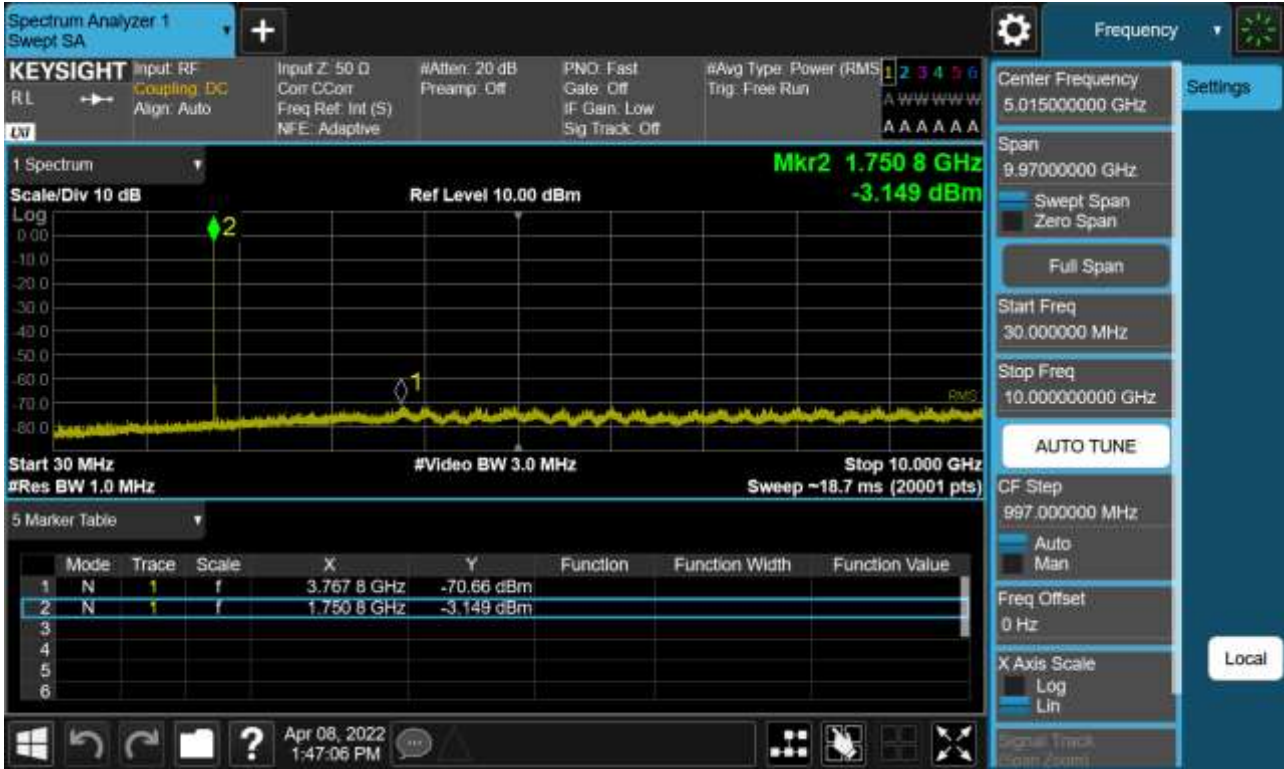 Spectrum Analyzer 1
Swept SA
+
Frequency
KEYSIGHT
RL
LXI
Input: RF
Coupling: DC
Align: Auto
Input Z: 50 Ω
Corr CCorr
Freq Ref: Int (S)
NFE: Adaptive
#Atten: 20 dB
Preamp: Off
PNO: Fast
Gate: Off
IF Gain: Low
Sig Track: Off
#Avg Type: Power (RMS
Trig: Free Run
1 2 3 4 5 6
A W W W W W
A A A A A A
1 Spectrum
Scale/Div 10 dB
Ref Level 10.00 dBm
Mkr2 1.750 8 GHz
-3.149 dBm
Log
0.00
-10.0
-20.0
-30.0
-40.0
-50.0
-60.0
-70.0
-80.0
2
1
RMS
Start 30 MHz
#Video BW 3.0 MHz
Stop 10.000 GHz
#Res BW 1.0 MHz
Sweep ~18.7 ms (20001 pts)
5 Marker Table
Mode Trace Scale X Y Function Function Width Function Value
1 N 1 f 3.767 8 GHz -70.66 dBm
2 N 1 f 1.750 8 GHz -3.149 dBm
3
4
5
6
?
Apr 08, 2022
1:47:06 PM
Center Frequency
5.015000000 GHz
Span
9.97000000 GHz
Swept Span
Zero Span
Full Span
Start Freq
30.000000 MHz
Stop Freq
10.000000000 GHz
AUTO TUNE
CF Step
997.000000 MHz
Auto
Man
Freq Offset
0 Hz
X Axis Scale
Log
Lin
Signal Track
(Span Zoom)
Settings
Local